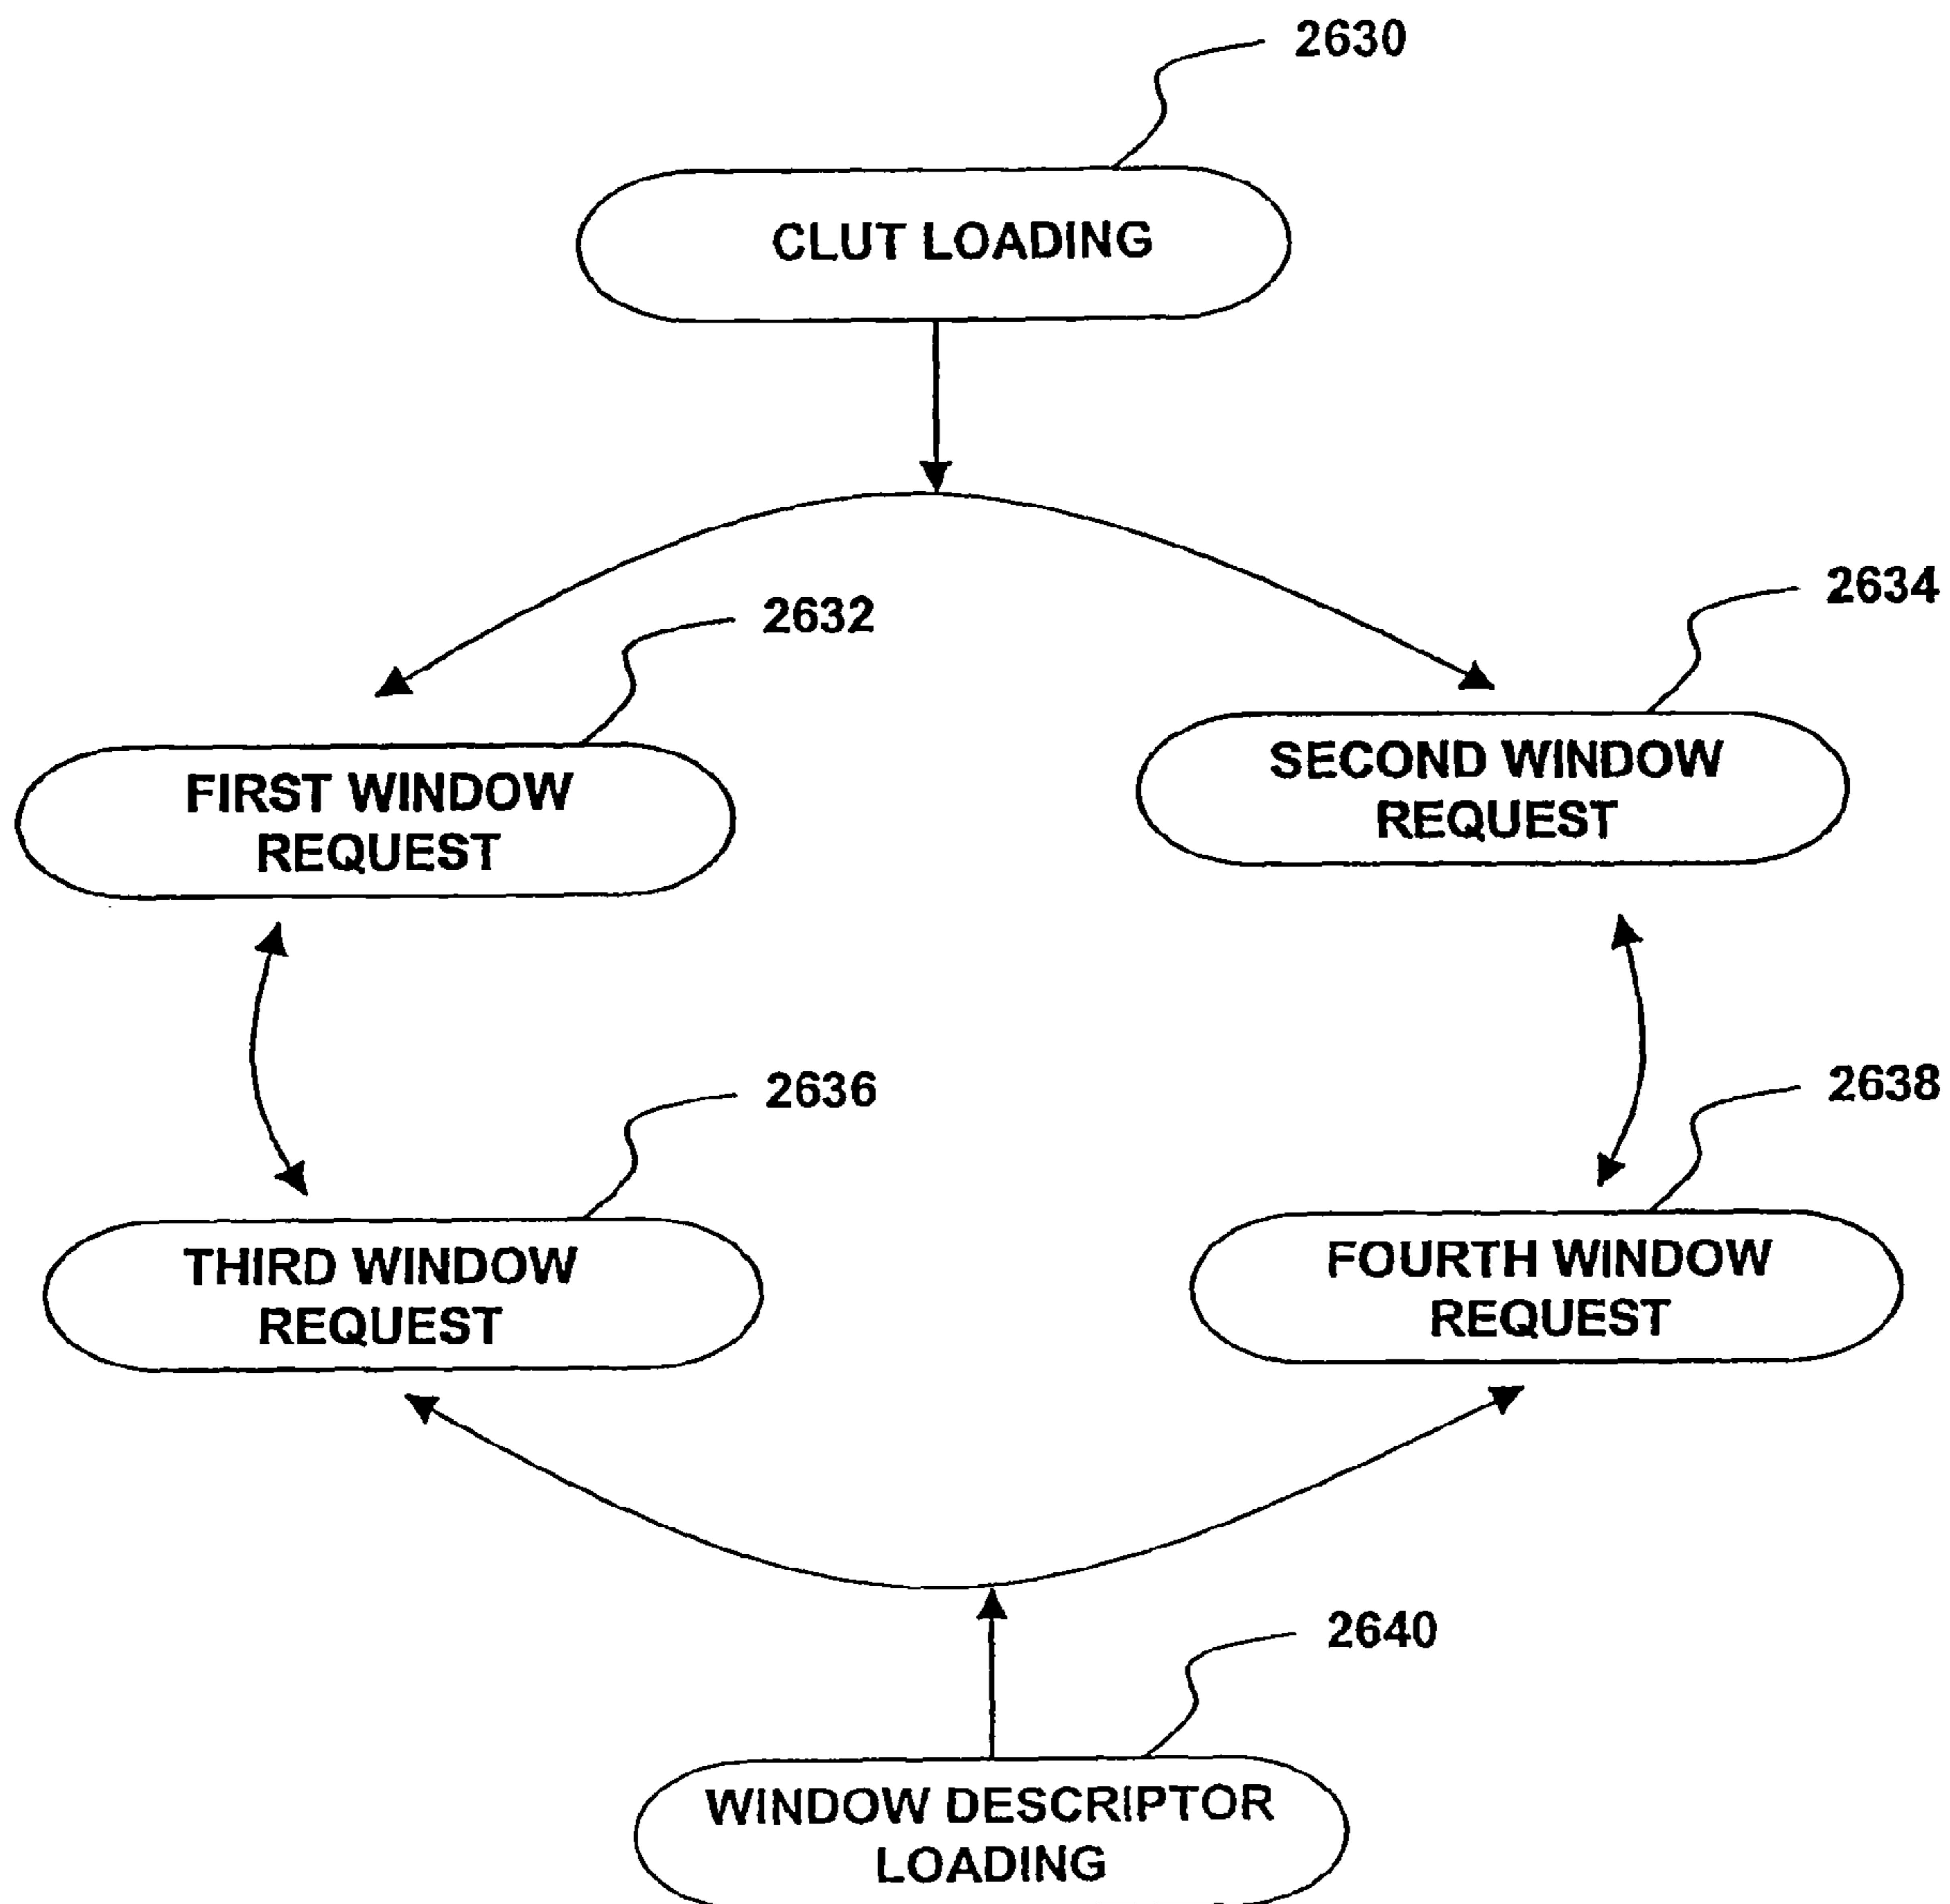 2630
CLUT LOADING
2632
2634
FIRST WINDOW
REQUEST
SECOND WINDOW
REQUEST
2636
2638
THIRD WINDOW
REQUEST
FOURTH WINDOW
REQUEST
2640
WINDOW DESCRIPTOR
LOADING